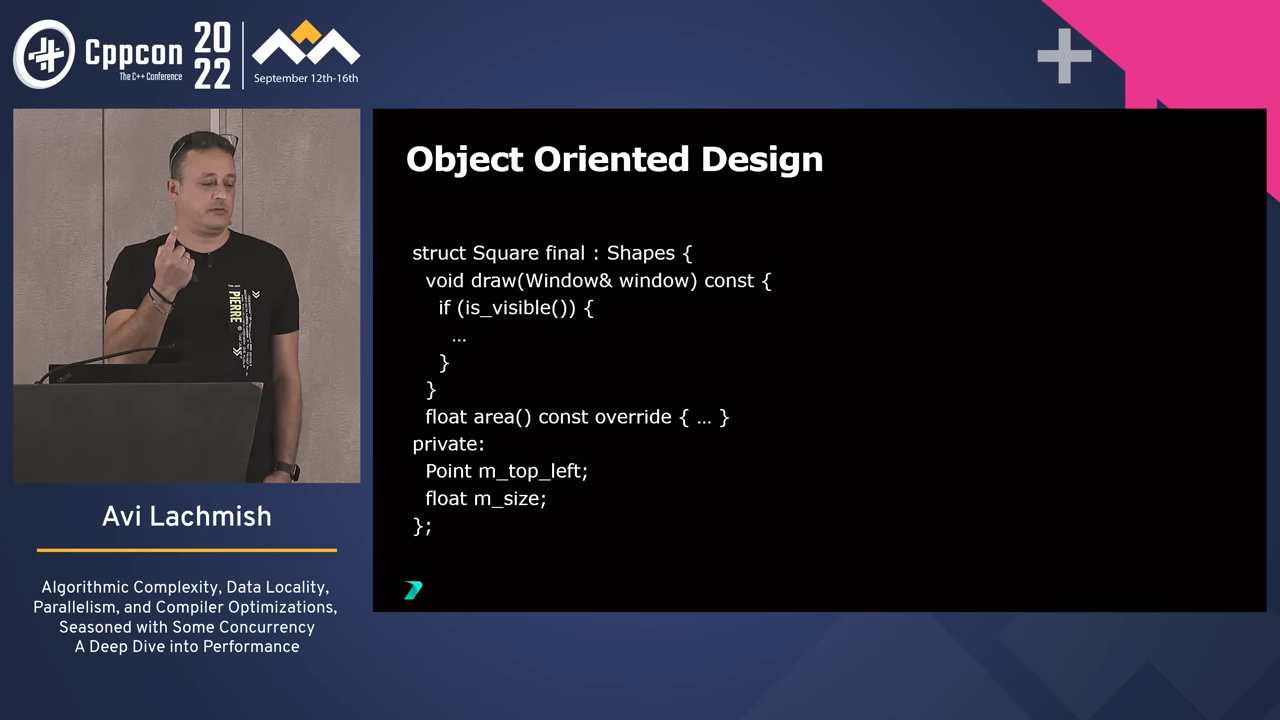 Cppcon
The C++ Conference
20
22
September 12th-16th
PIERRE
Avi Lachmish
Algorithmic Complexity, Data Locality,
Parallelism, and Compiler Optimizations,
Seasoned with Some Concurrency
A Deep Dive into Performance
Object Oriented Design
struct Square final : Shapes {
void draw(Window& window) const {
if (is_visible()) {
…
}
}
float area() const override { … }
private:
Point m_top_left;
float m_size;
};